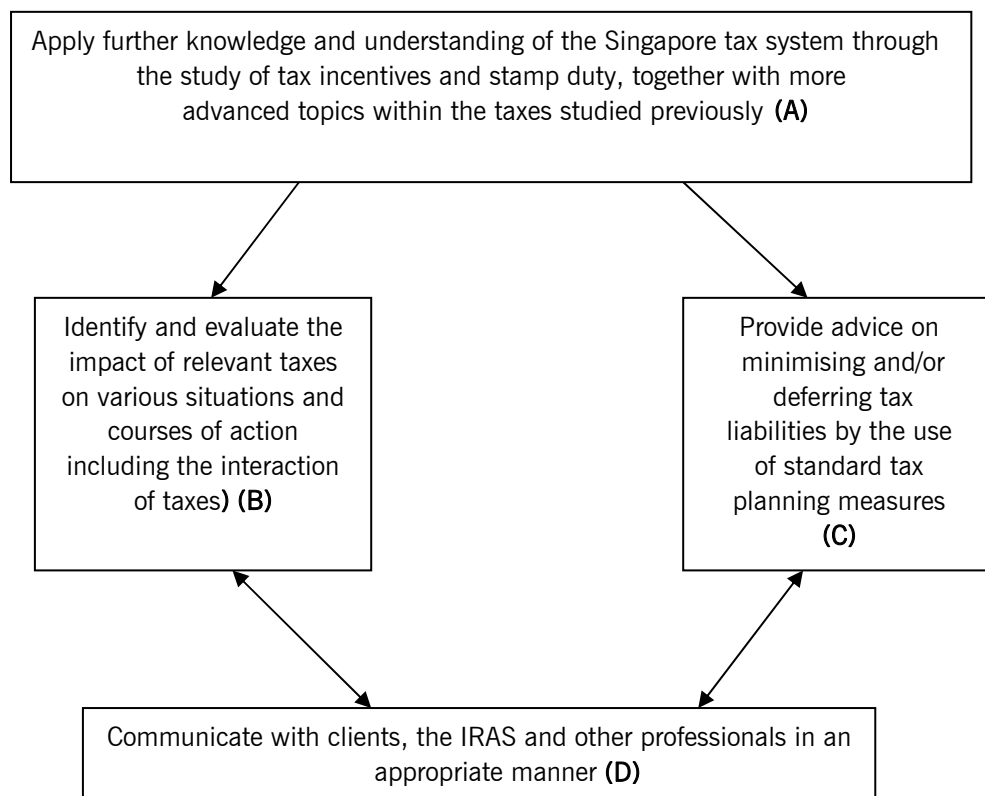 Apply further knowledge and understanding of the Singapore tax system through
the study of tax incentives and stamp duty, together with more
advanced topics within the taxes studied previously (A)
Identify and evaluate the
impact of relevant taxes
on various situations and
courses of action
including the interaction
of taxes) (B)
Provide advice on
minimising and/or
deferring tax
liabilities by the use
of standard tax
planning measures
(C)
Communicate with clients, the IRAS and other professionals in an
appropriate manner (D)